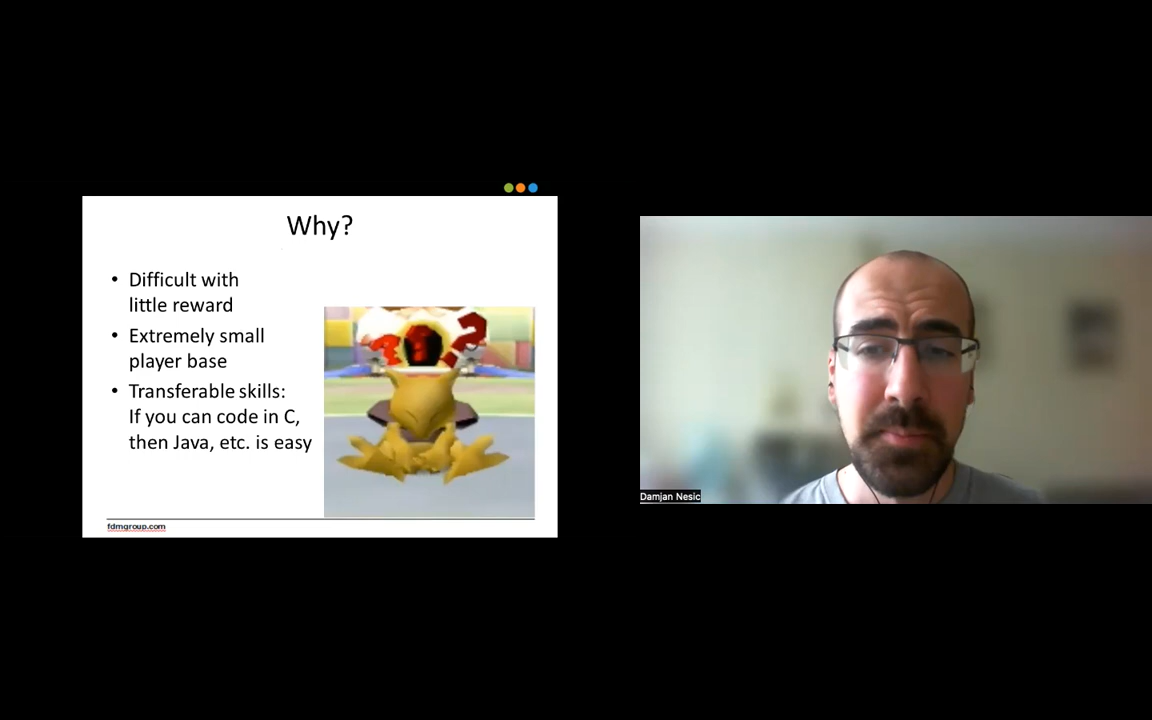 Why?
• Difficult with
little reward
• Extremely small
player base
• Transferable skills:
If you can code in C,
then Java, etc. is easy
fdmgroup.com
Damjan Nesic